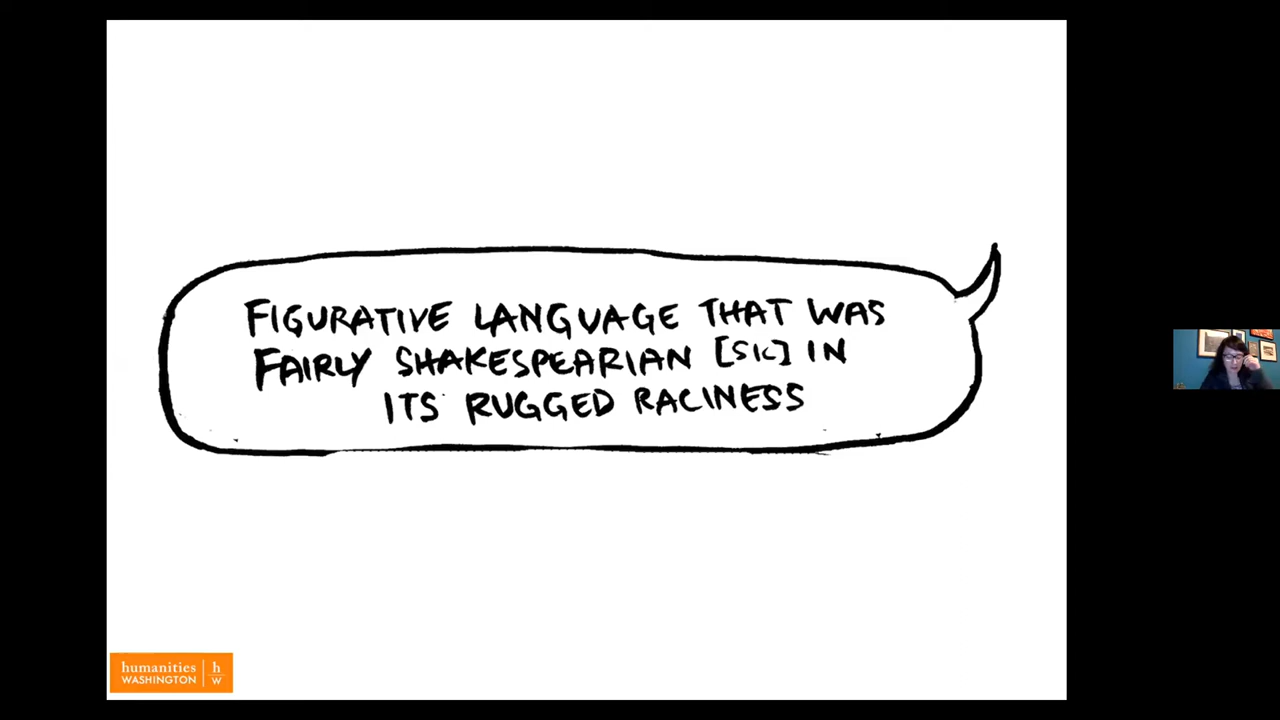 FIGURATIVE LANGUAGE THAT WAS
FAIRLY SHAKESPEARIAN [SIC] IN
ITS RUGGED RACINESS
humanities
WASHINGTON
h
w